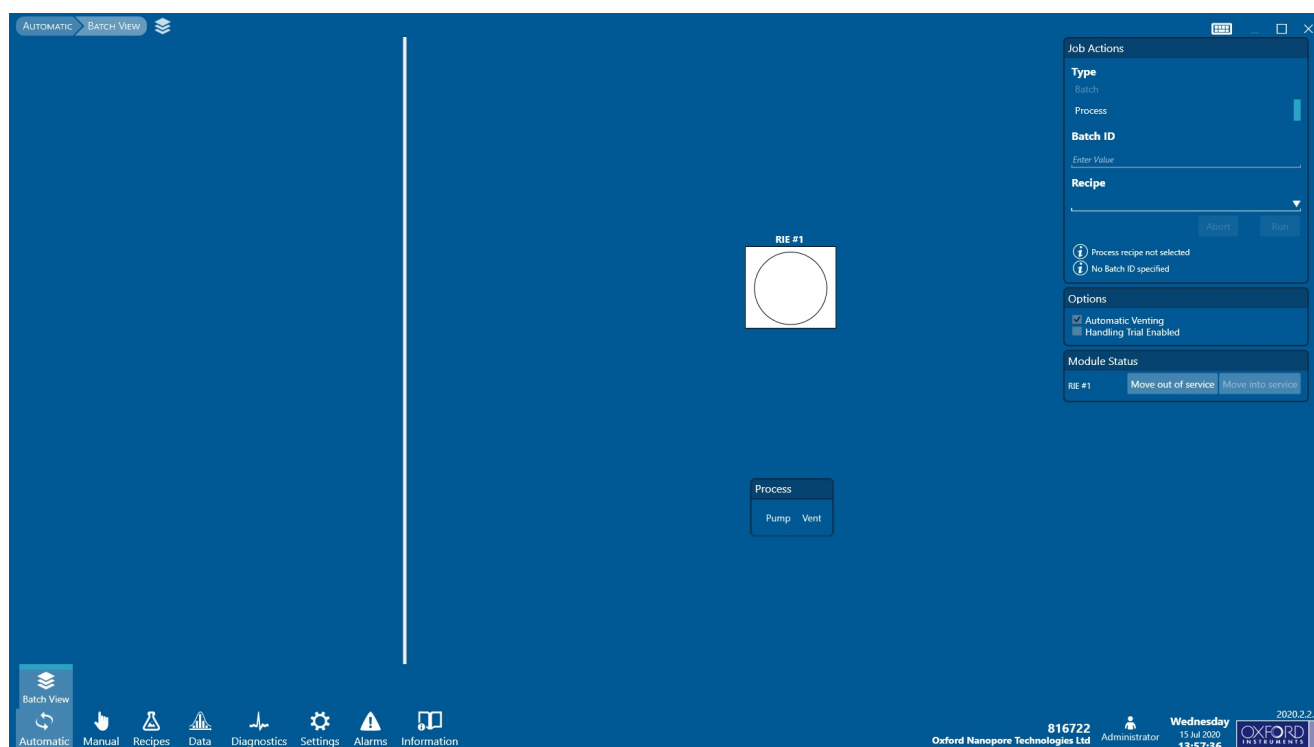 AUTOMATIC BATCH VIEW
Job Actions
Type
Batch
Process
Batch ID
Enter Value
Recipe
Abort Run
Process recipe not selected
No Batch ID specified
RIE #1
Options
Automatic Venting
Handling Trial Enabled
Module Status
RIE #1 Move out of service Move into service
Process
Pump Vent
Batch View
Automatic Manual Recipes Data Diagnostics Settings Alarms Information
816722
Oxford Nanopore Technologies Ltd
Administrator
Wednesday
15 Jul 2020
13:57:36
2020.2.2.
OXFORD
INSTRUMENTS